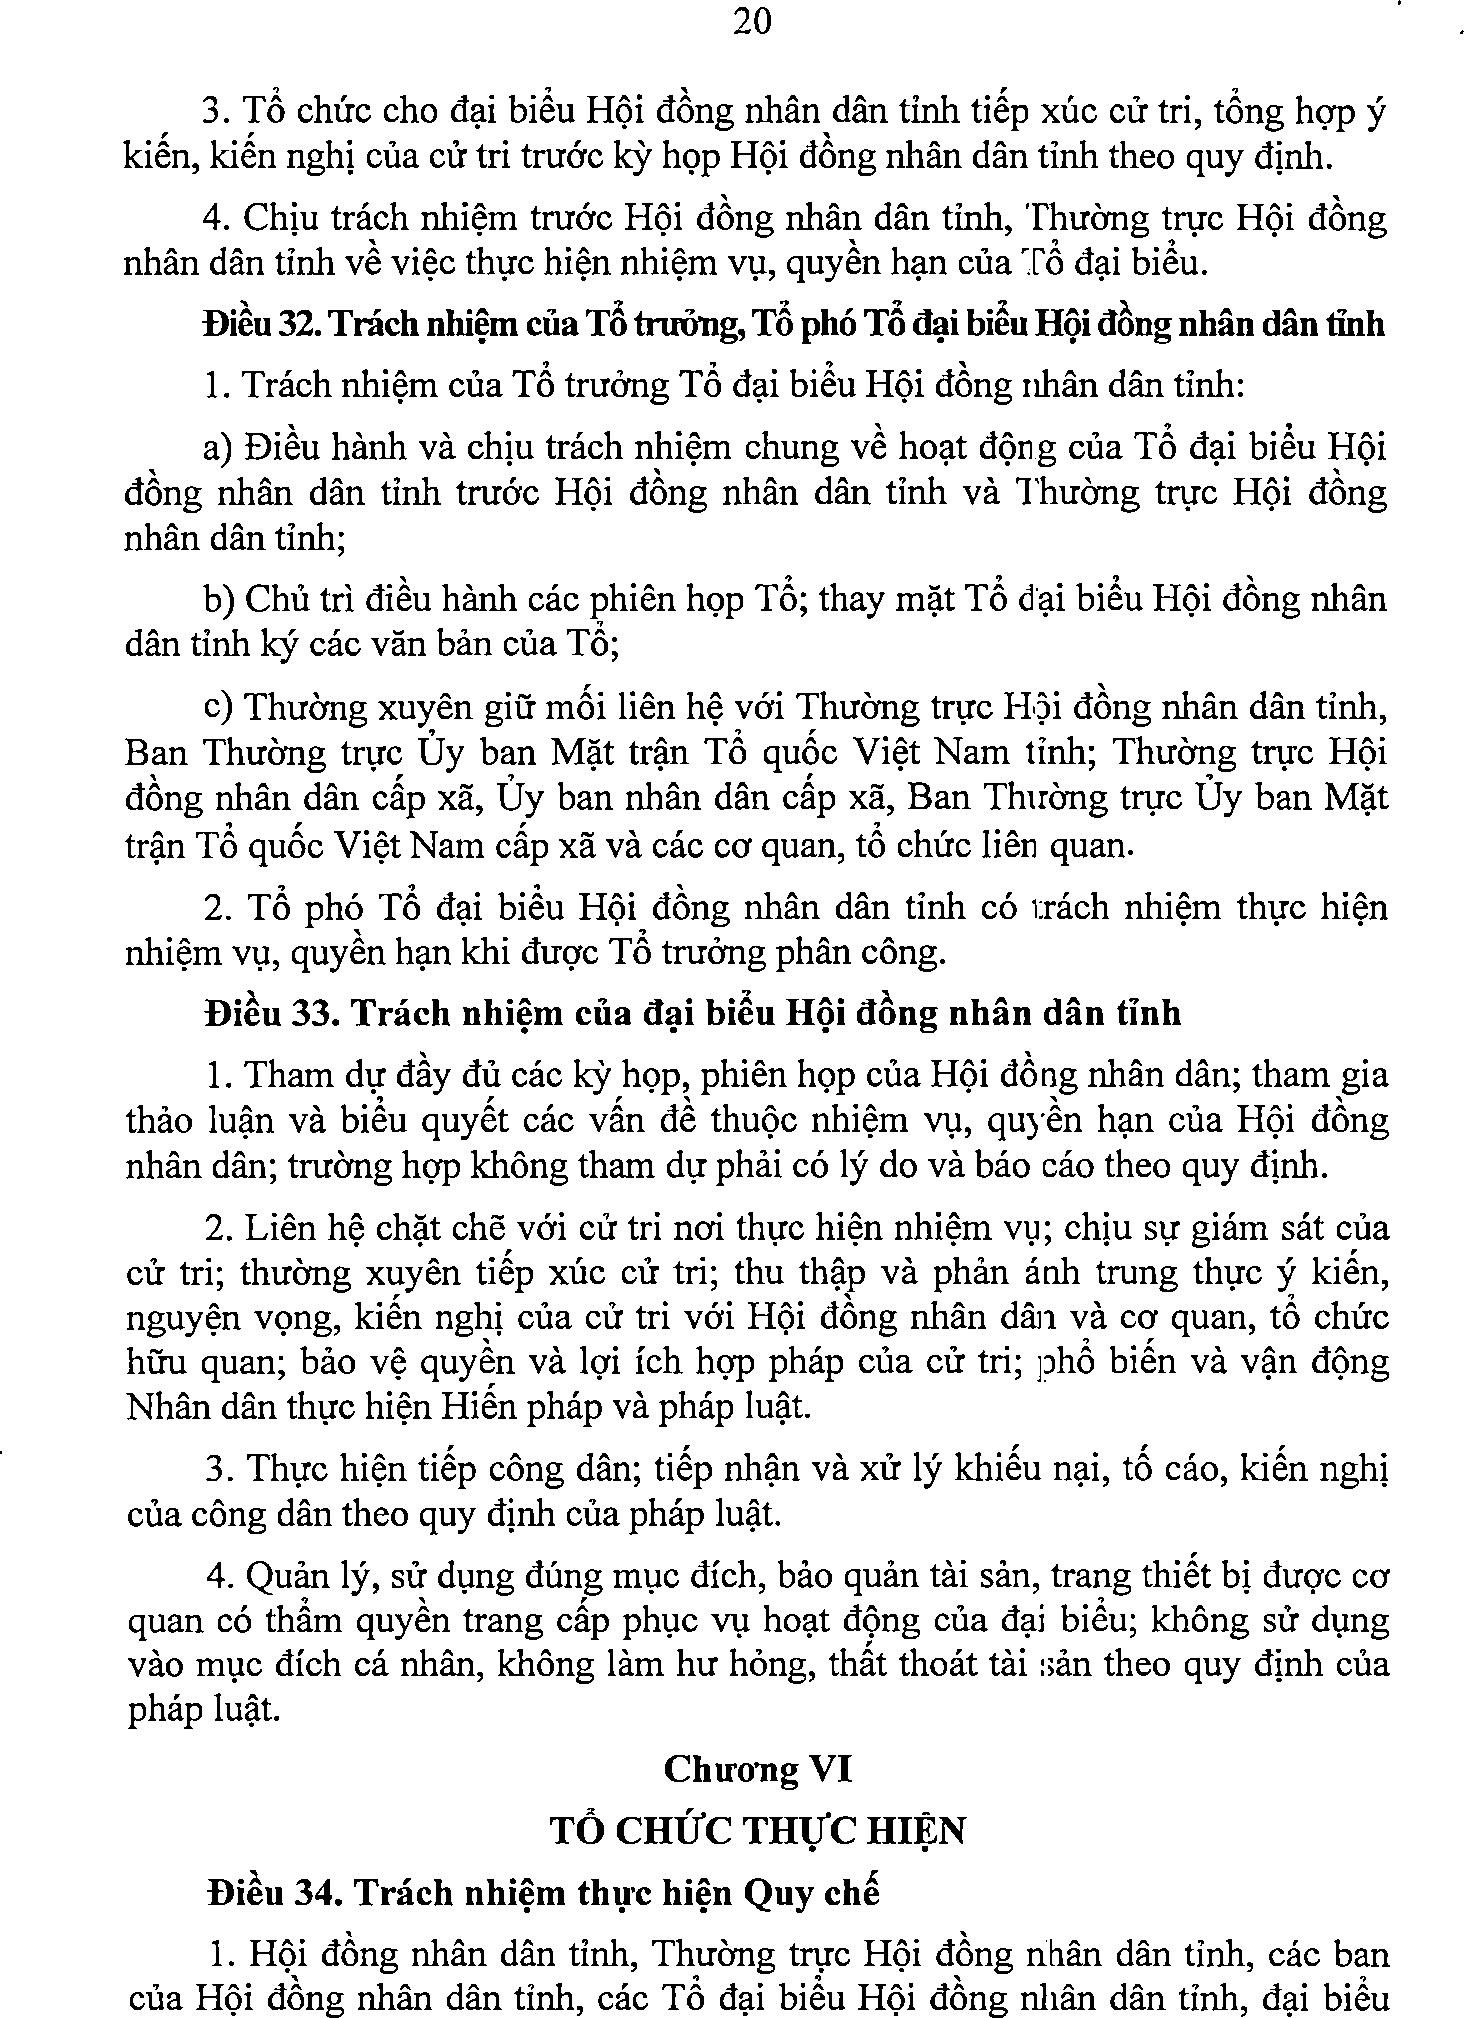 20
3. Tổ chức cho đại biểu Hội đồng nhân dân tỉnh tiếp xúc cử tri, tổng hợp ý
kiến, kiến nghị của cử tri trước kỳ họp Hội đồng nhân dân tỉnh theo quy định.
4. Chịu trách nhiệm trước Hội đồng nhân dân tỉnh, Thường trực Hội đồng
nhân dân tỉnh về việc thực hiện nhiệm vụ, quyền hạn của Tổ đại biểu.
Điều 32. Trách nhiệm của Tổ trưởng, Tổ phó Tổ đại biểu Hội đồng nhân dân tỉnh
1. Trách nhiệm của Tổ trưởng Tổ đại biểu Hội đồng nhân dân tỉnh:
a) Điều hành và chịu trách nhiệm chung về hoạt động của Tổ đại biểu Hội
đồng nhân dân tỉnh trước Hội đồng nhân dân tỉnh và Thường trực Hội đồng
nhân dân tỉnh;
b) Chủ trì điều hành các phiên họp Tổ; thay mặt Tổ đại biểu Hội đồng nhân
dân tỉnh ký các văn bản của Tổ;
c) Thường xuyên giữ mối liên hệ với Thường trực Hội đồng nhân dân tỉnh,
Ban Thường trực Ủy ban Mặt trận Tổ quốc Việt Nam tỉnh; Thường trực Hội
đồng nhân dân cấp xã, Ủy ban nhân dân cấp xã, Ban Thường trực Ủy ban Mặt
trận Tổ quốc Việt Nam cấp xã và các cơ quan, tổ chức liên quan.
2. Tổ phó Tổ đại biểu Hội đồng nhân dân tỉnh có trách nhiệm thực hiện
nhiệm vụ, quyền hạn khi được Tổ trưởng phân công.
Điều 33. Trách nhiệm của đại biểu Hội đồng nhân dân tỉnh
1. Tham dự đầy đủ các kỳ họp, phiên họp của Hội đồng nhân dân; tham gia
thảo luận và biểu quyết các vấn đề thuộc nhiệm vụ, quyền hạn của Hội đồng
nhân dân; trường hợp không tham dự phải có lý do và báo cáo theo quy định.
2. Liên hệ chặt chẽ với cử tri nơi thực hiện nhiệm vụ; chịu sự giám sát của
cử tri; thường xuyên tiếp xúc cử tri; thu thập và phản ánh trung thực ý kiến,
nguyện vọng, kiến nghị của cử tri với Hội đồng nhân dân và cơ quan, tổ chức
hữu quan; bảo vệ quyền và lợi ích hợp pháp của cử tri; phổ biến và vận động
Nhân dân thực hiện Hiến pháp và pháp luật.
3. Thực hiện tiếp công dân; tiếp nhận và xử lý khiếu nại, tố cáo, kiến nghị
của công dân theo quy định của pháp luật.
4. Quản lý, sử dụng đúng mục đích, bảo quản tài sản, trang thiết bị được cơ
quan có thẩm quyền trang cấp phục vụ hoạt động của đại biểu; không sử dụng
vào mục đích cá nhân, không làm hư hỏng, thất thoát tài sản theo quy định của
pháp luật.
Chương VI
TỔ CHỨC THỰC HIỆN
Điều 34. Trách nhiệm thực hiện Quy chế
1. Hội đồng nhân dân tỉnh, Thường trực Hội đồng nhân dân tỉnh, các ban
của Hội đồng nhân dân tỉnh, các Tổ đại biểu Hội đồng nhân dân tỉnh, đại biểu